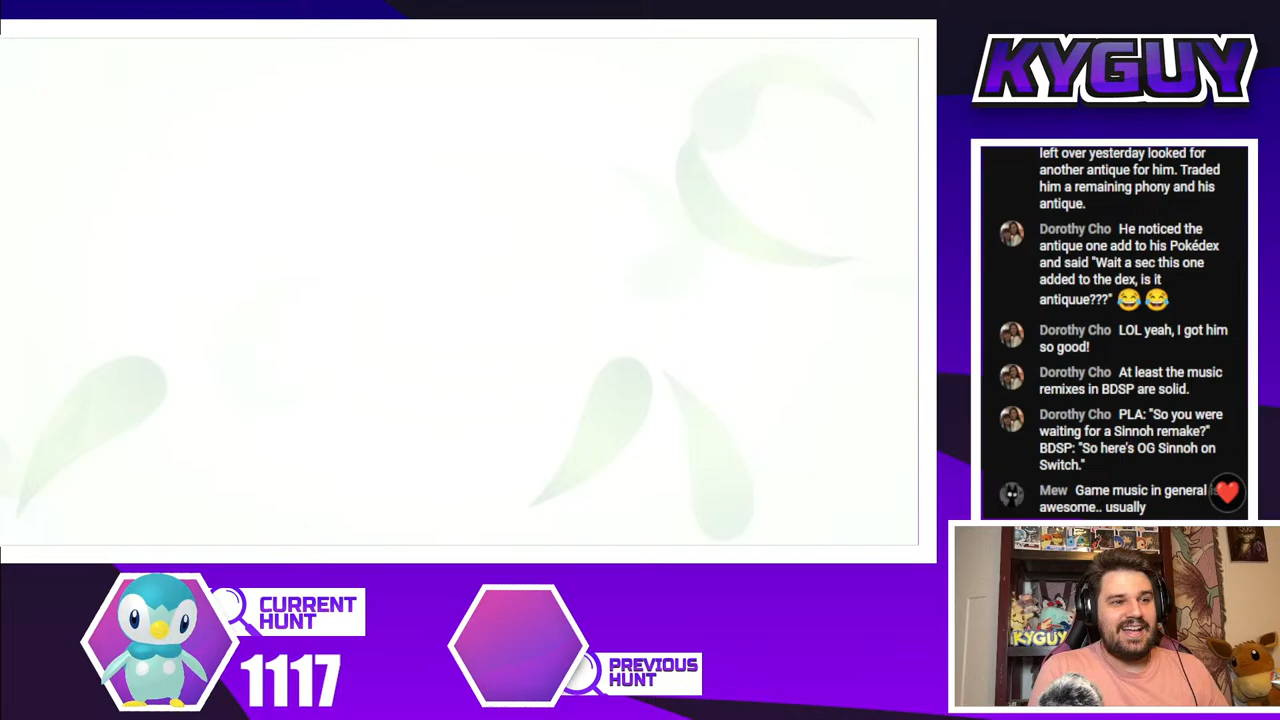 KYGUY
left over yesterday looked for
another antique for him. Traded
him a remaining phony and his
antique.
Dorothy Cho He noticed the
antique one add to his Pokédex
and said "Wait a sec this one
added to the dex, is it
antiquue???" 😂 😂
Dorothy Cho LOL yeah, I got him
so good!
Dorothy Cho At least the music
remixes in BDSP are solid.
Dorothy Cho PLA: "So you were
waiting for a Sinnoh remake?"
BDSP: "So here's OG Sinnoh on
Switch."
Mew Game music in general is
awesome.. usually
CURRENT
HUNT
1117
PREVIOUS
HUNT
KYGUY